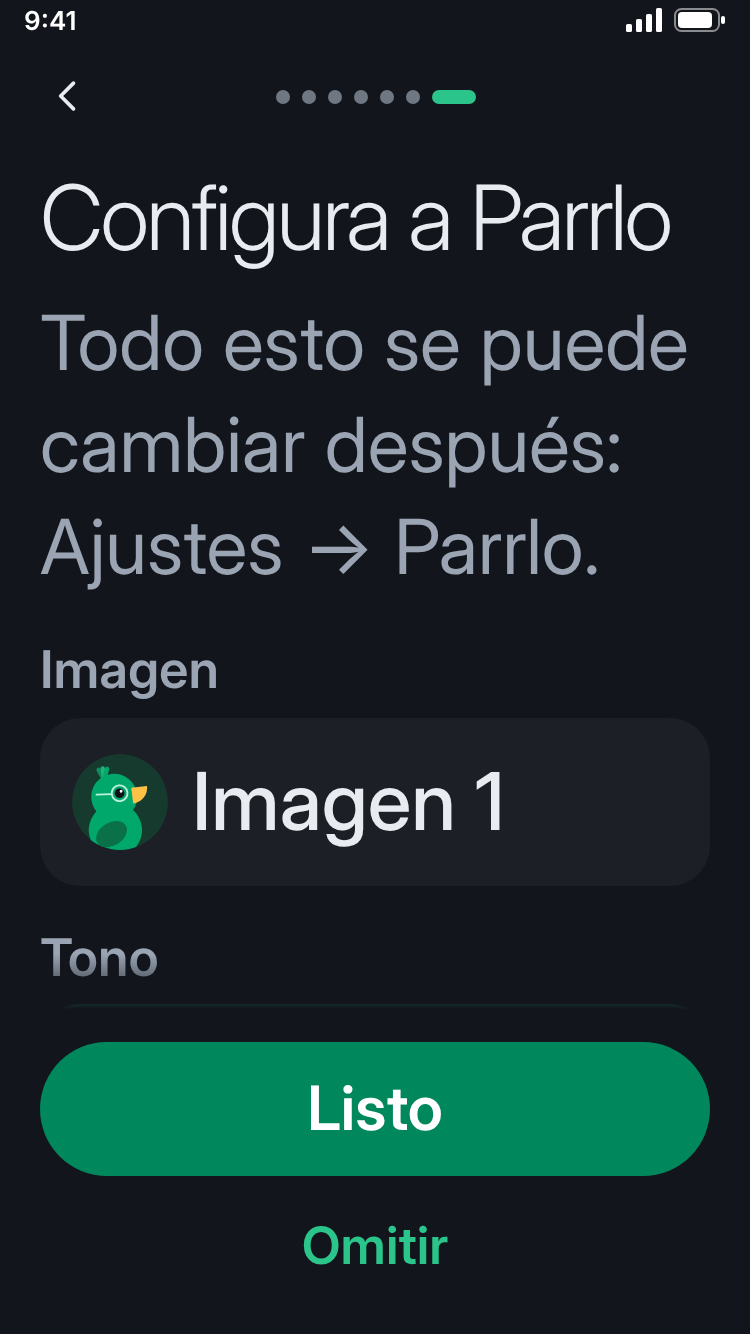 9:41
Configura a Parrlo
Todo esto se puede
cambiar después:
Ajustes → Parrlo.
Imagen
Imagen 1
Tono
Listo
Omitir